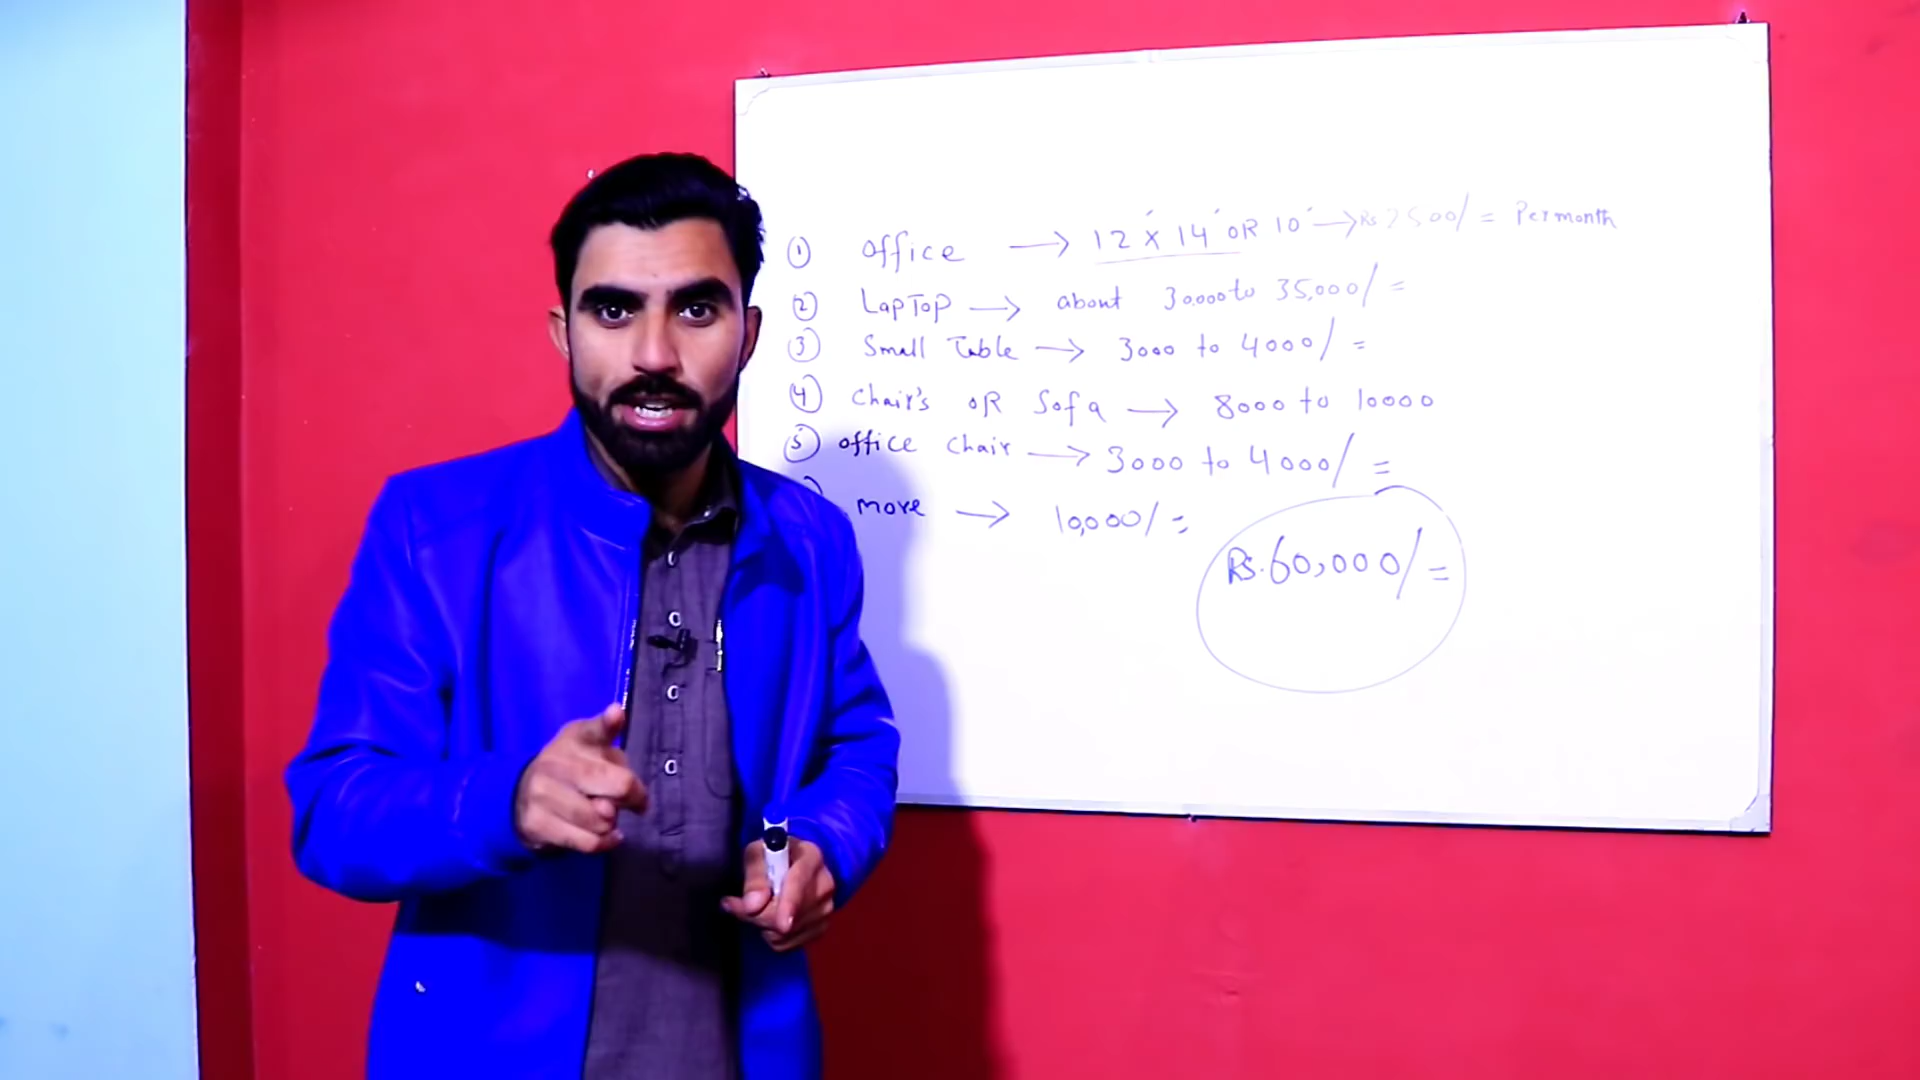 ① office → 12 x 14' OR 10' → Rs 7500/= Per month
② LapTop → about 30,000 to 35,000/=
③ Small Table → 3000 to 4000/=
④ chair's OR Sofa → 8000 to 10000
⑤ office chair → 3000 to 4000/=
move → 10,000/=
Rs. 60,000/=